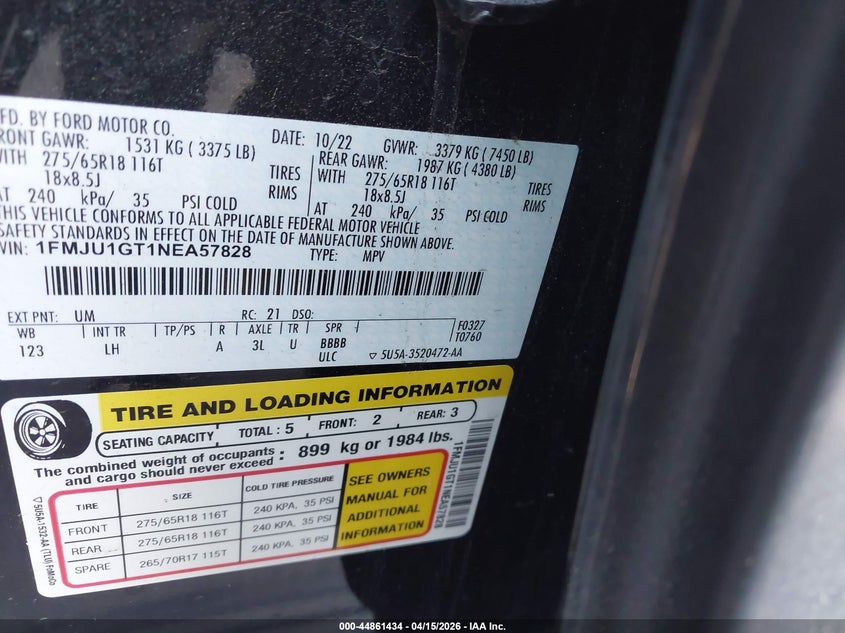 FD. BY FORD MOTOR CO.
DATE: 10/22 GVWR: 3379 KG ( 7450 LB)
FRONT GAWR: 1531 KG ( 3375 LB) REAR GAWR: 1987 KG ( 4380 LB)
WITH 275/65R18 116T TIRES WITH 275/65R18 116T TIRES
18x8.5J RIMS 18x8.5J RIMS
AT 240 kPa/ 35 PSI COLD AT 240 kPa/ 35 PSI COLD
THIS VEHICLE CONFORMS TO ALL APPLICABLE FEDERAL MOTOR VEHICLE
SAFETY STANDARDS IN EFFECT ON THE DATE OF MANUFACTURE SHOWN ABOVE.
VIN: 1FMJU1GT1NEA57828 TYPE: MPV
EXT PNT: UM RC: 21 DSO:
WB INT TR TP/PS R AXLE TR SPR F0327
123 LH A 3L U BBBB T0760
ULC ▽ 5U5A-3520472-AA
TIRE AND LOADING INFORMATION
SEATING CAPACITY TOTAL : 5 FRONT: 2 REAR: 3
The combined weight of occupants and cargo should never exceed : 899 kg or 1984 lbs.
TIRE SIZE COLD TIRE PRESSURE
FRONT 275/65R18 116T 240 KPA, 35 PSI
REAR 275/65R18 116T 240 KPA, 35 PSI
SPARE 265/70R17 115T 240 KPA, 35 PSI
SEE OWNERS
MANUAL FOR
ADDITIONAL
INFORMATION
1FMJU1GT1NEA57828
▽ 5U5A-1532-AA (TLU) FoMoCo
000-44861434 - 04/15/2026 - IAA Inc.